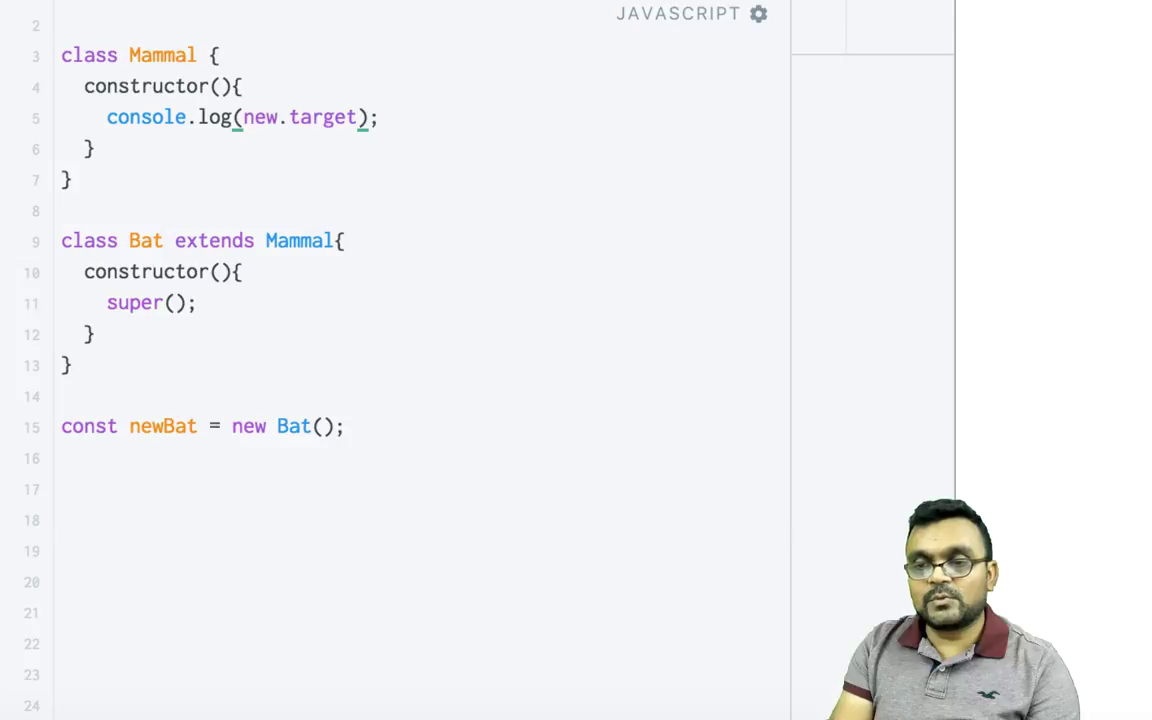 JAVASCRIPT
2
3 class Mammal {
4 constructor(){
5 console.log(new.target);
6 }
7 }
8
9 class Bat extends Mammal{
10 constructor(){
11 super();
12 }
13 }
14
15 const newBat = new Bat();
16
17
18
19
20
21
22
23
24